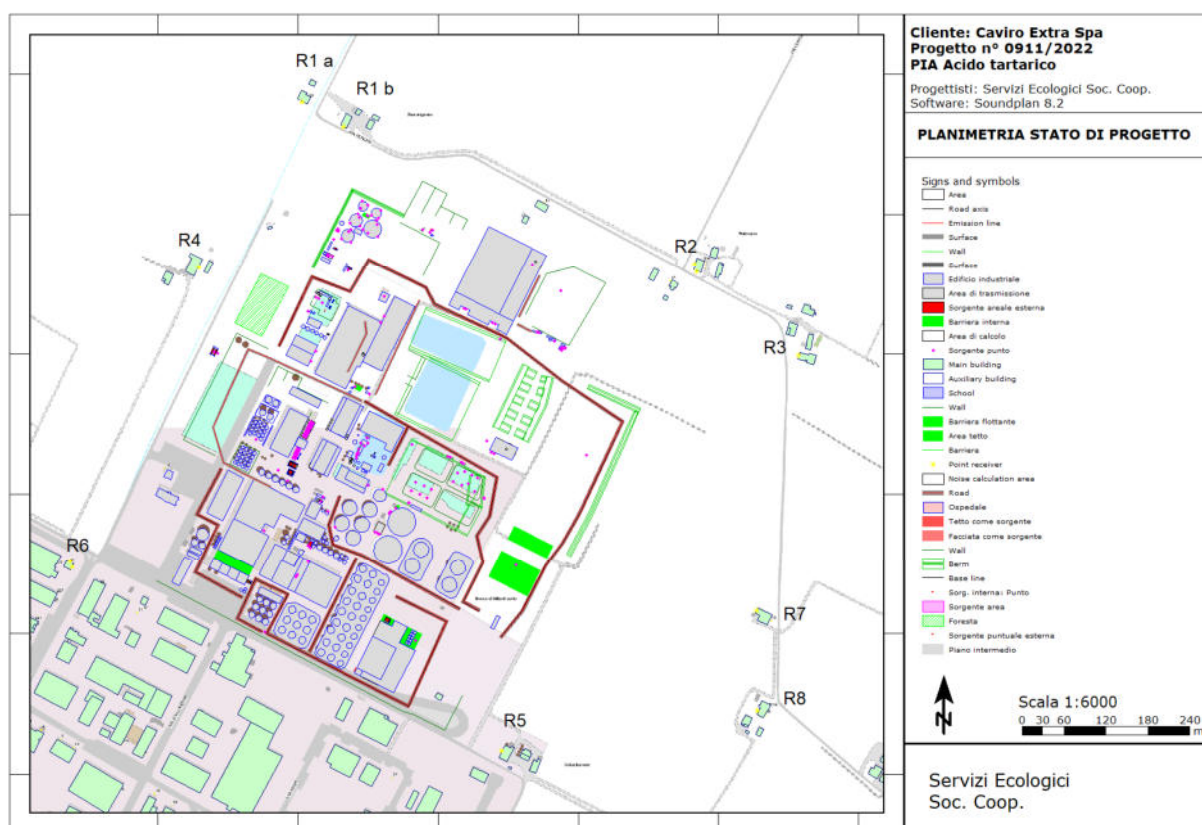 Cliente: Caviro Extra Spa
Progetto n° 0911/2022
PIA Acido tartarico
Progettisti: Servizi Ecologici Soc. Coop.
Software: Soundplan 8.2
PLANIMETRIA STATO DI PROGETTO
Signs and symbols
Area
Road axis
Emission line
Surface
Wall
Surface
Edificio industriale
Area di trasmissione
Sorgente areale esterna
Barriera interna
Area di calcolo
Sorgente punto
Main building
Auxiliary building
School
Wall
Barriera flottante
Area tetto
Barriera
Point receiver
Noise calculation area
Road
Ospedale
Tetto come sorgente
Facciata come sorgente
Wall
Berm
Base line
Sorg. interna: Punto
Sorgente area
Foresta
Sorgente puntuale esterna
Piano intermedio
N
Scala 1:6000
0 30 60 120 180 240
m
Servizi Ecologici
Soc. Coop.
R1 a
R1 b
R4
R2
R3
R6
R7
R8
R5